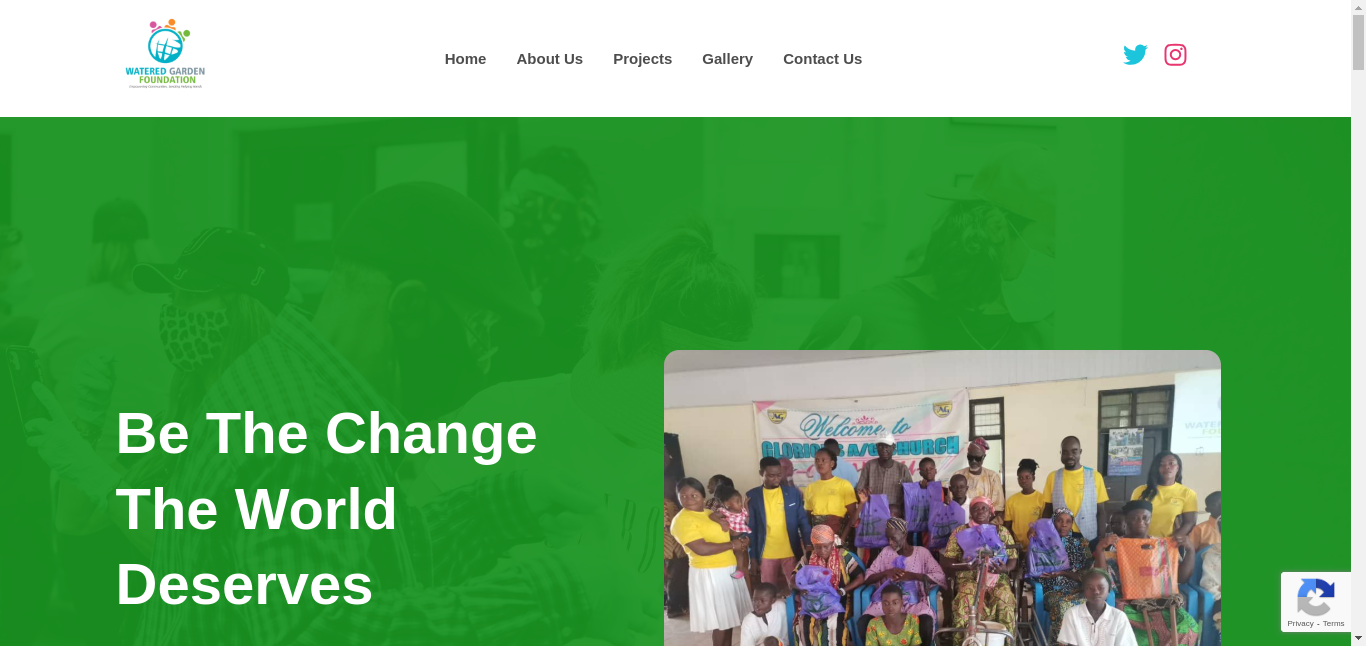 WATERED GARDEN
FOUNDATION
Home
About Us
Projects
Gallery
Contact Us
Be The Change
The World
Deserves
Welcome to
GLORIOUS A/G CHURCH
Privacy - Terms